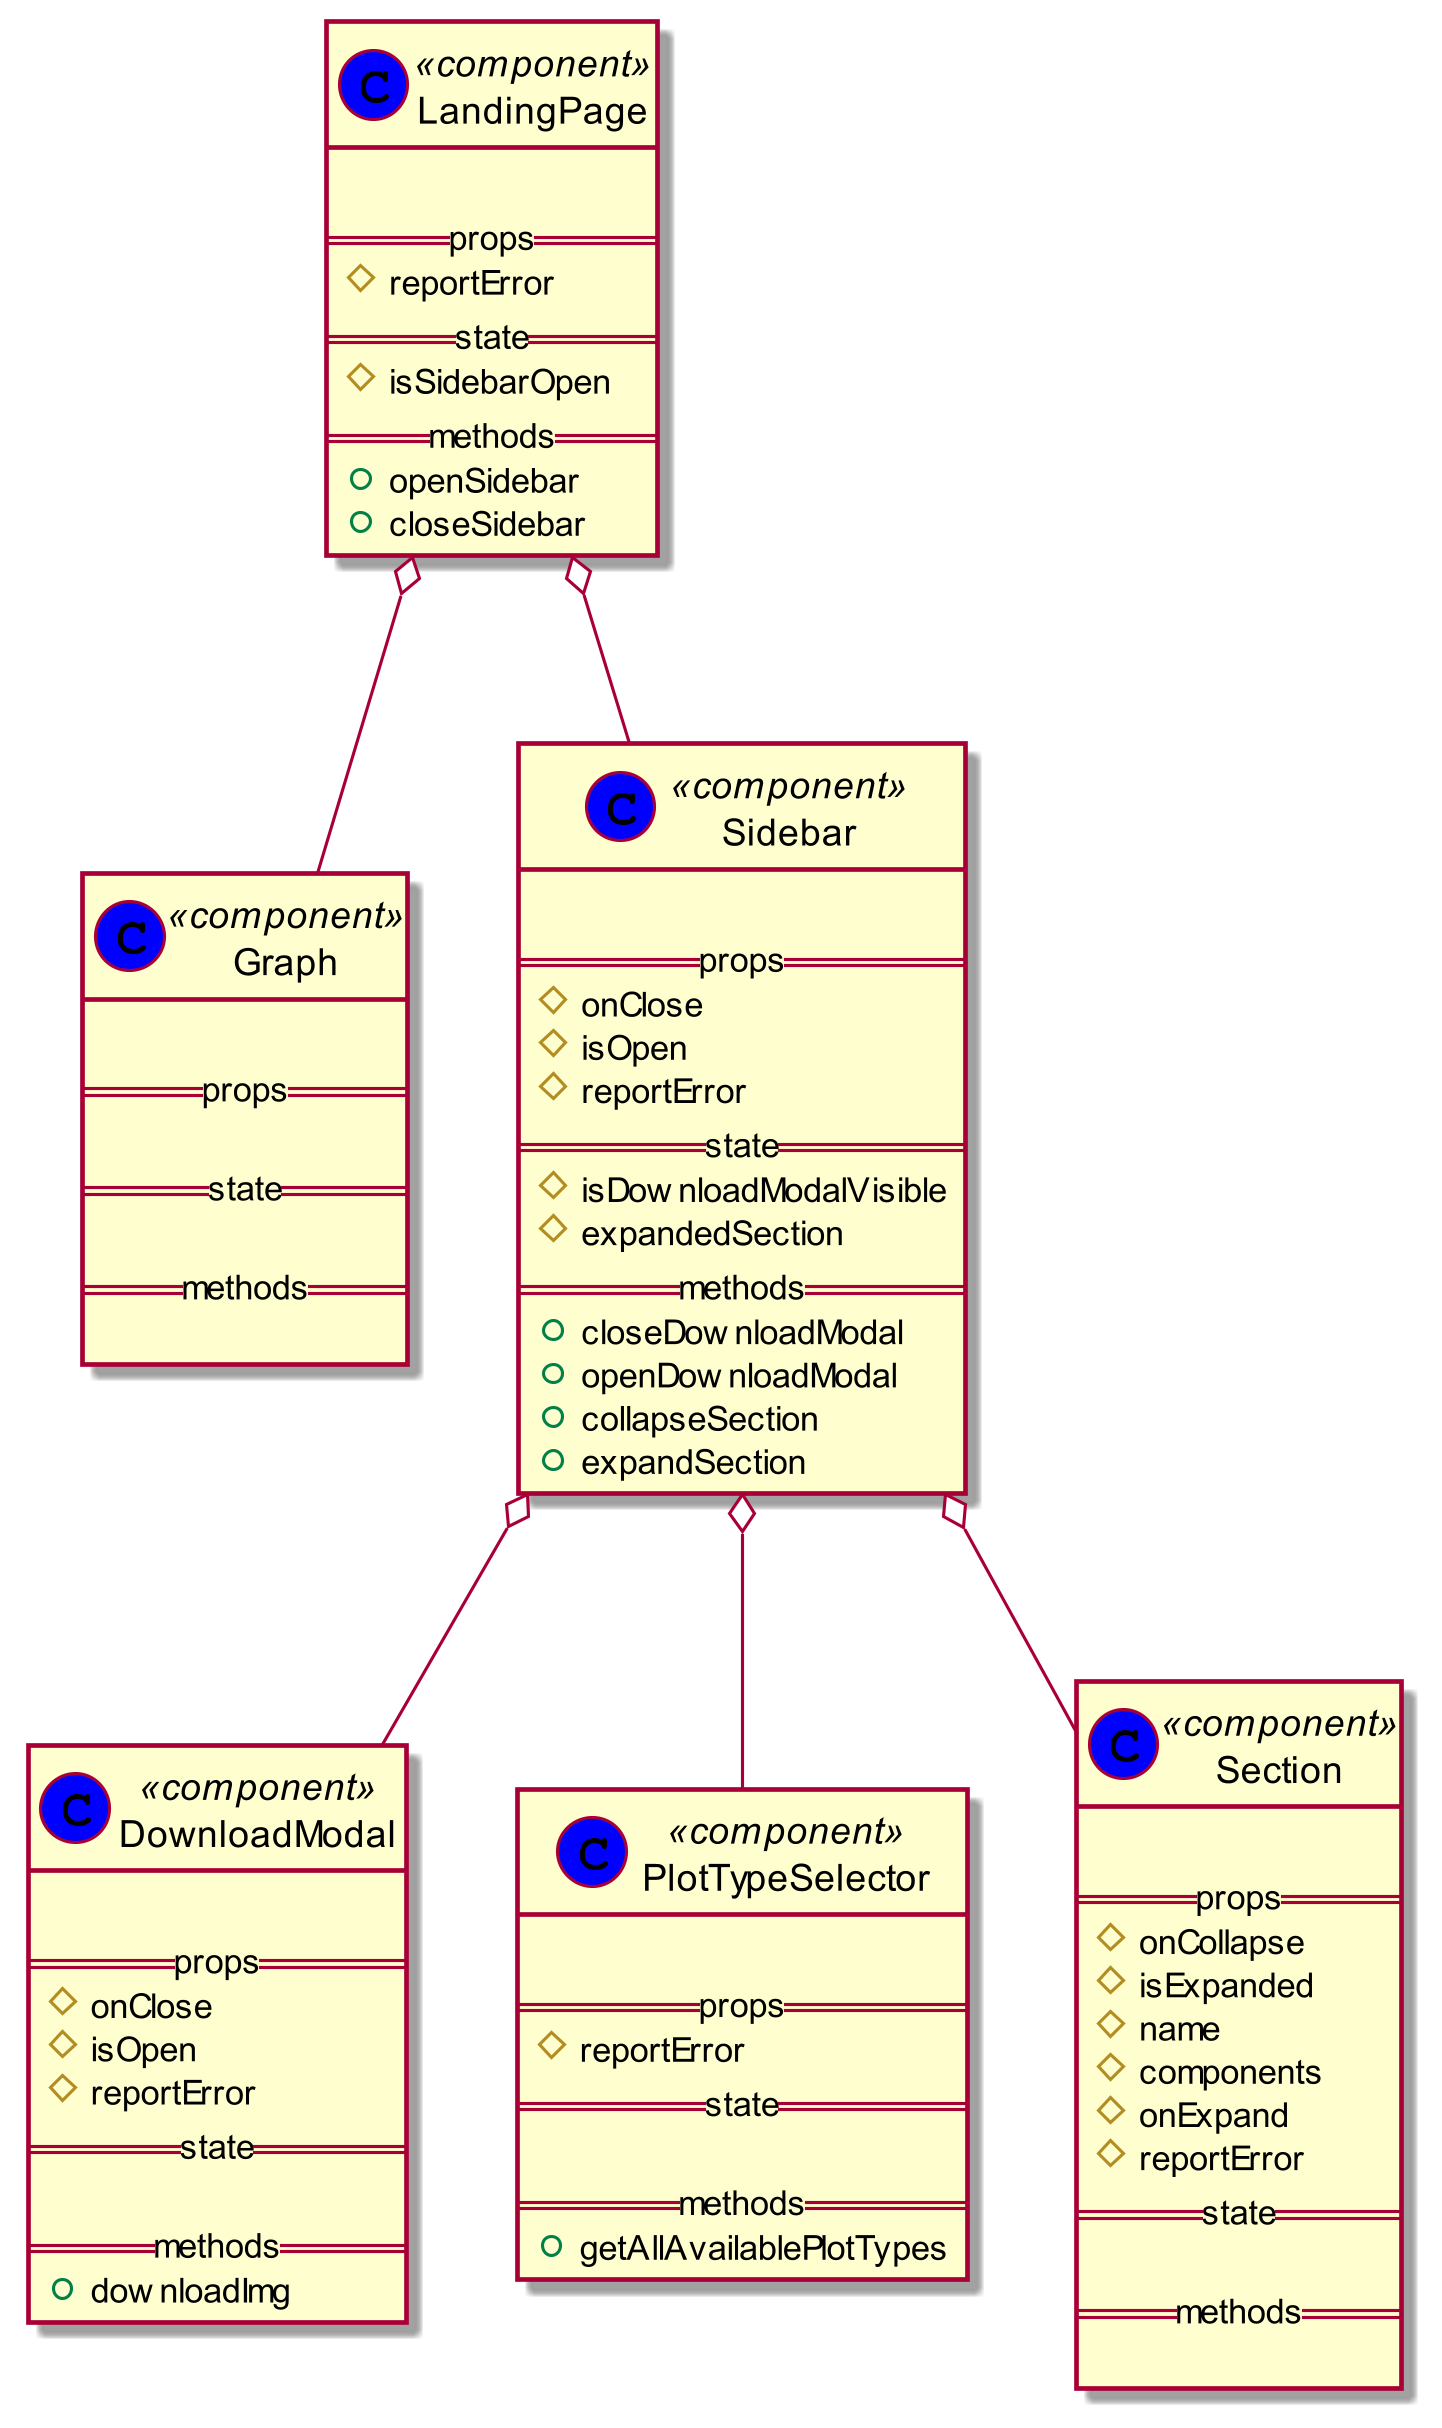 C
«component»
LandingPage
props
reportError
state
isSidebarOpen
methods
openSidebar
closeSidebar
C
«component»
Sidebar
props
onClose
isOpen
reportError
state
isDownloadModalVisible
expandedSection
methods
closeDownloadModal
openDownloadModal
collapseSection
expandSection
C
«component»
Graph
props
state
methods
C
«component»
DownloadModal
props
onClose
isOpen
reportError
state
methods
downloadImg
C
«component»
PlotTypeSelector
props
reportError
state
methods
getAllAvailablePlotTypes
C
«component»
Section
props
onCollapse
isExpanded
name
components
onExpand
reportError
state
methods